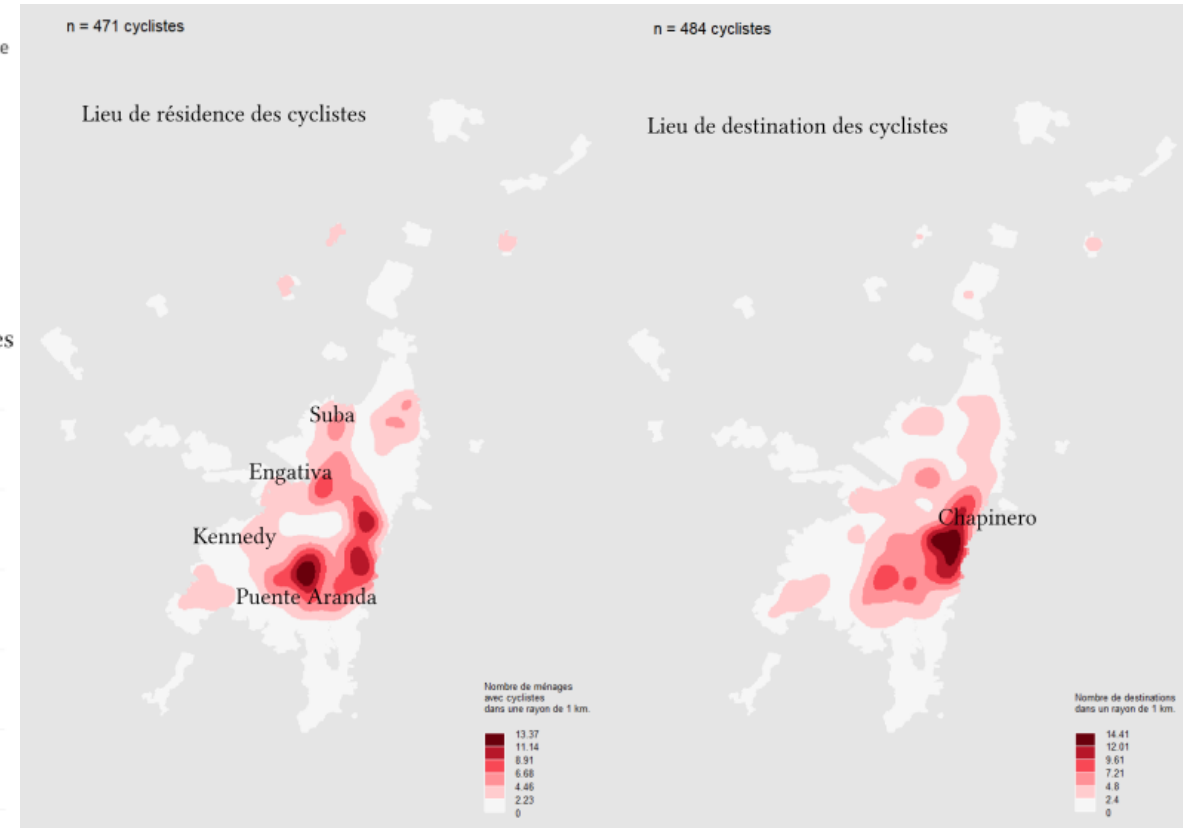 e
es
n = 471 cyclistes
Lieu de résidence des cyclistes
Suba
Engativa
Kennedy
Puente Aranda
Nombre de ménages
avec cyclistes
dans une rayon de 1 km.
13.37
11.14
8.91
6.68
4.46
2.23
0
n = 484 cyclistes
Lieu de destination des cyclistes
Chapinero
Nombre de destinations
dans un rayon de 1 km.
14.41
12.01
9.61
7.21
4.8
2.4
0